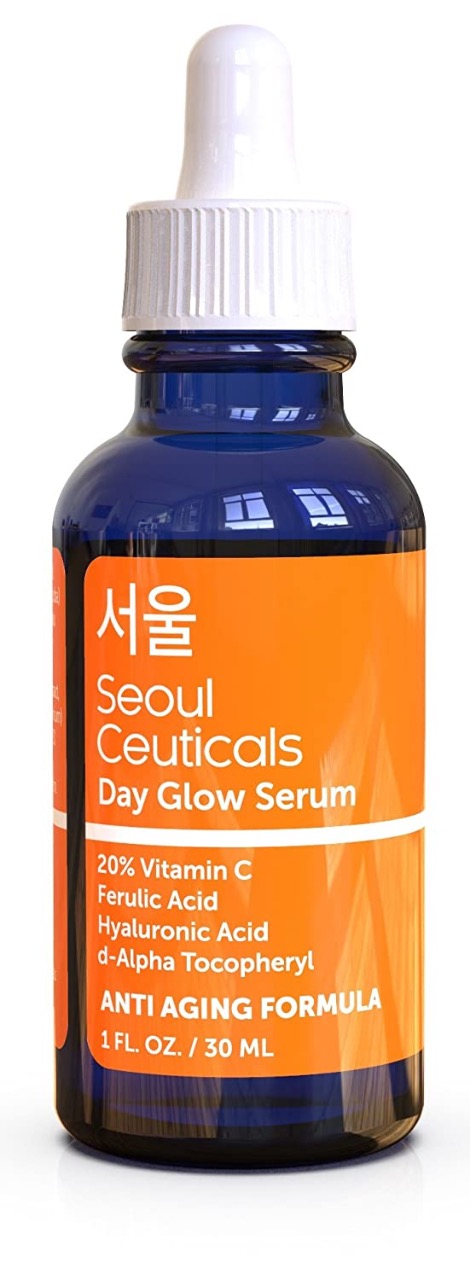 서울
Seoul
Ceuticals
Day Glow Serum
20% Vitamin C
Ferulic Acid
Hyaluronic Acid
d-Alpha Tocopheryl
ANTI AGING FORMULA
1 FL. OZ. / 30 ML